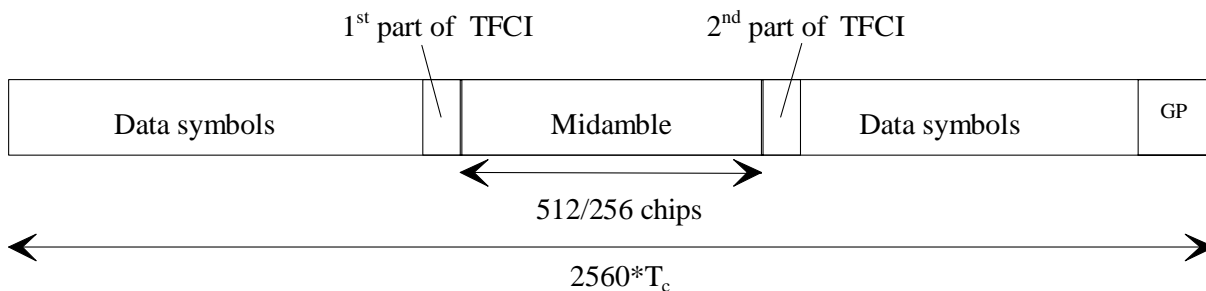 1st part of TFCI
2nd part of TFCI
Data symbols
Midamble
Data symbols
GP
512/256 chips
2560*Tc